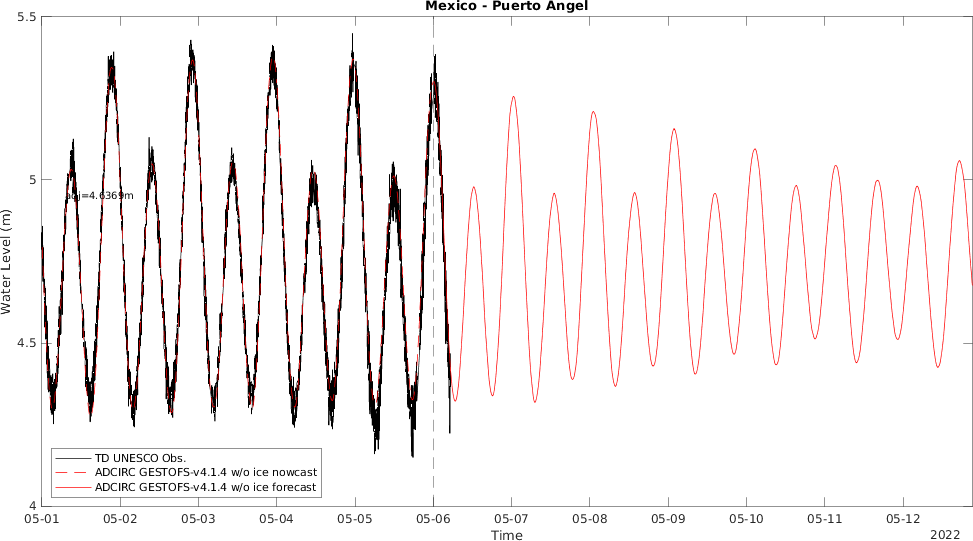 Mexico - Puerto Angel
5.5
5
4.5
4
Water Level (m)
adj=4.6369m
TD UNESCO Obs.
ADCIRC GESTOFS-v4.1.4 w/o ice nowcast
ADCIRC GESTOFS-v4.1.4 w/o ice forecast
05-01 05-02 05-03 05-04 05-05 05-06 05-07 05-08 05-09 05-10 05-11 05-12
Time
2022